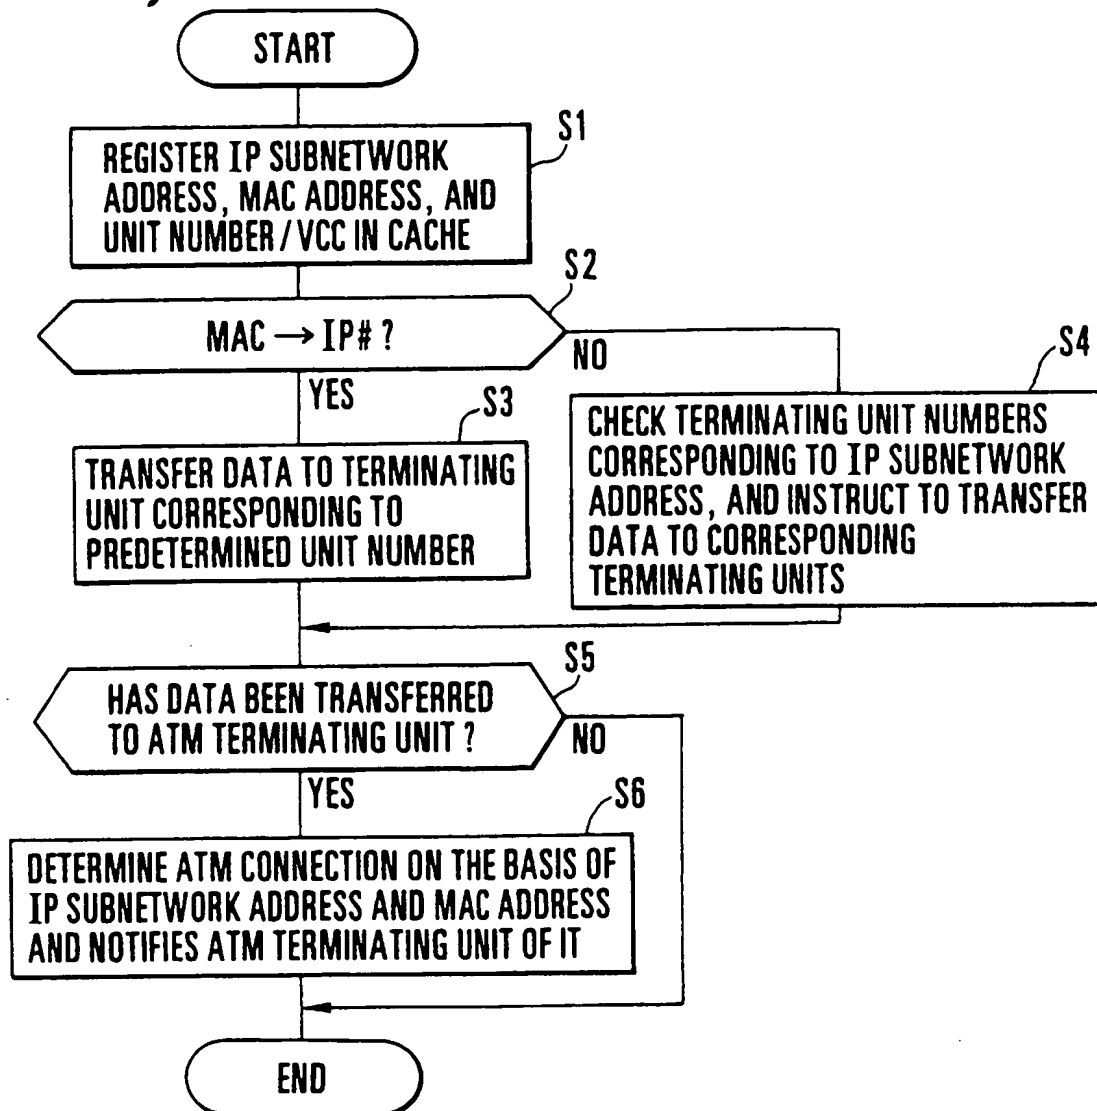 START
S1
REGISTER IP SUBNETWORK
ADDRESS, MAC ADDRESS, AND
UNIT NUMBER/VCC IN CACHE
S2
MAC → IP# ?
NO
YES
S3
TRANSFER DATA TO TERMINATING
UNIT CORRESPONDING TO
PREDETERMINED UNIT NUMBER
S4
CHECK TERMINATING UNIT NUMBERS
CORRESPONDING TO IP SUBNETWORK
ADDRESS, AND INSTRUCT TO TRANSFER
DATA TO CORRESPONDING
TERMINATING UNITS
S5
HAS DATA BEEN TRANSFERRED
TO ATM TERMINATING UNIT ?
NO
YES
S6
DETERMINE ATM CONNECTION ON THE BASIS OF
IP SUBNETWORK ADDRESS AND MAC ADDRESS
AND NOTIFIES ATM TERMINATING UNIT OF IT
END